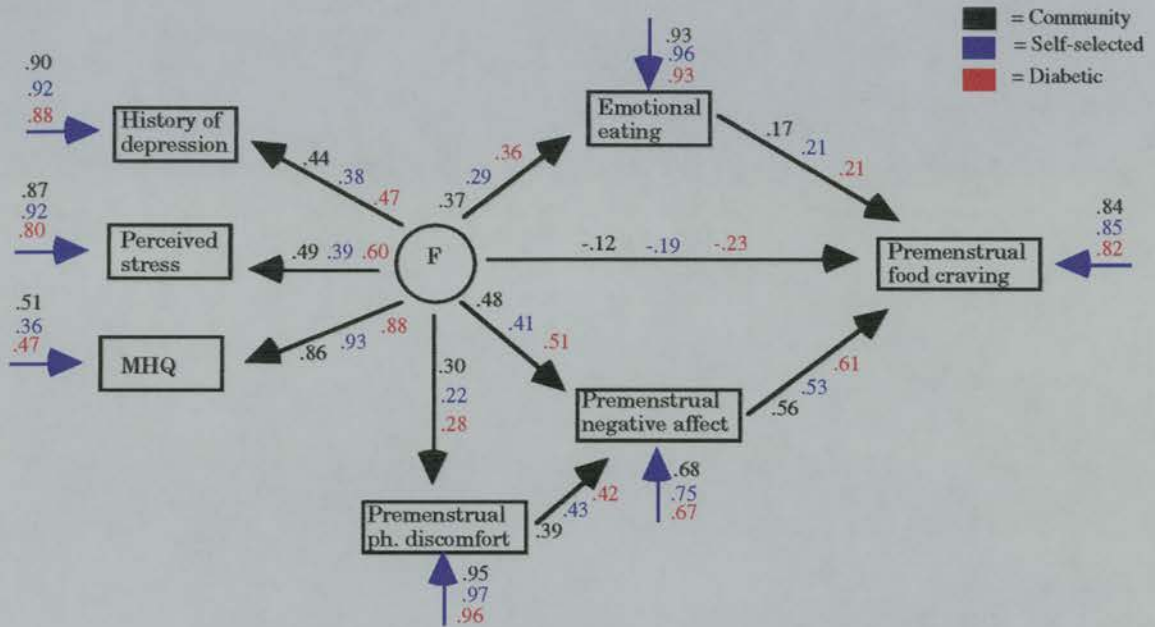 = Community
= Self-selected
= Diabetic
.90
.92
.88
History of
depression
.87
.92
.80
Perceived
stress
.51
.36
.47
MHQ
.44
.38
.47
.49 .39 .60
.86
.93
.88
F
.37
.29
.36
.93
.96
.93
Emotional
eating
.17
.21
.21
-.12 -.19 -.23
.84
.85
.82
Premenstrual
food craving
.48
.41
.51
.30
.22
.28
Premenstrual
negative affect
.56
.53
.61
.68
.75
.67
Premenstrual
ph. discomfort
.39
.43
.42
.95
.97
.96